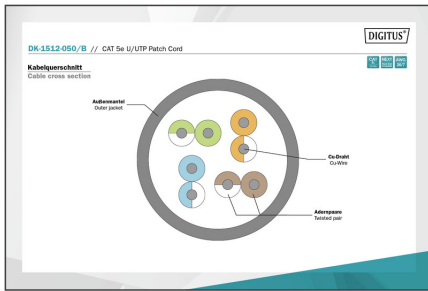 DIGITUS®
DK-1512-050/B // CAT 5e U/UTP Patch Cord
Kabelquerschnitt
Cable cross section
Außenmantel
Outer jacket
Cu-Draht
Cu-Wire
Adernpaare
Twisted pair